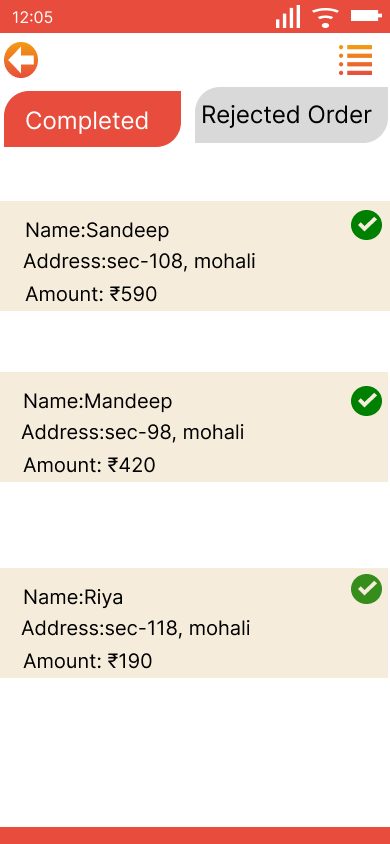 12:05
Completed
Rejected Order
Name:Sandeep
Address:sec-108, mohali
Amount: ₹590
Name:Mandeep
Address:sec-98, mohali
Amount: ₹420
Name:Riya
Address:sec-118, mohali
Amount: ₹190